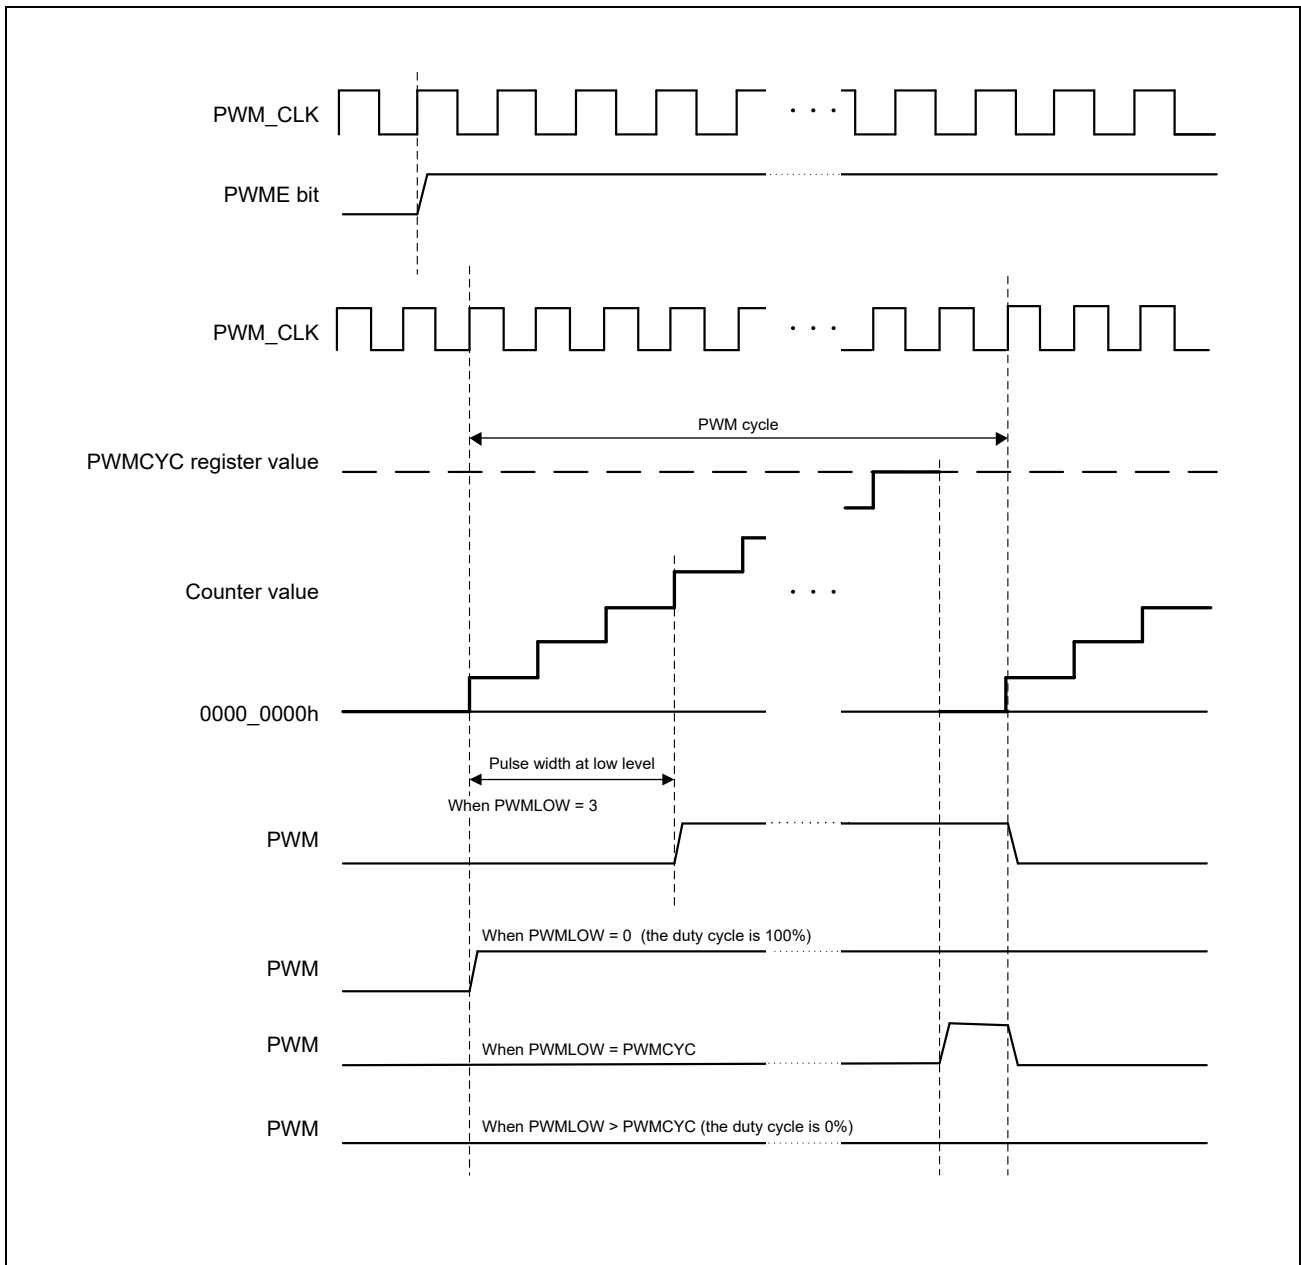 PWM_CLK
. . .
PWME bit
PWM_CLK
. . .
PWM cycle
PWMCYC register value
Counter value
. . .
0000_0000h
Pulse width at low level
When PWMLOW = 3
PWM
When PWMLOW = 0 (the duty cycle is 100%)
PWM
PWM
When PWMLOW = PWMCYC
PWM
When PWMLOW > PWMCYC (the duty cycle is 0%)